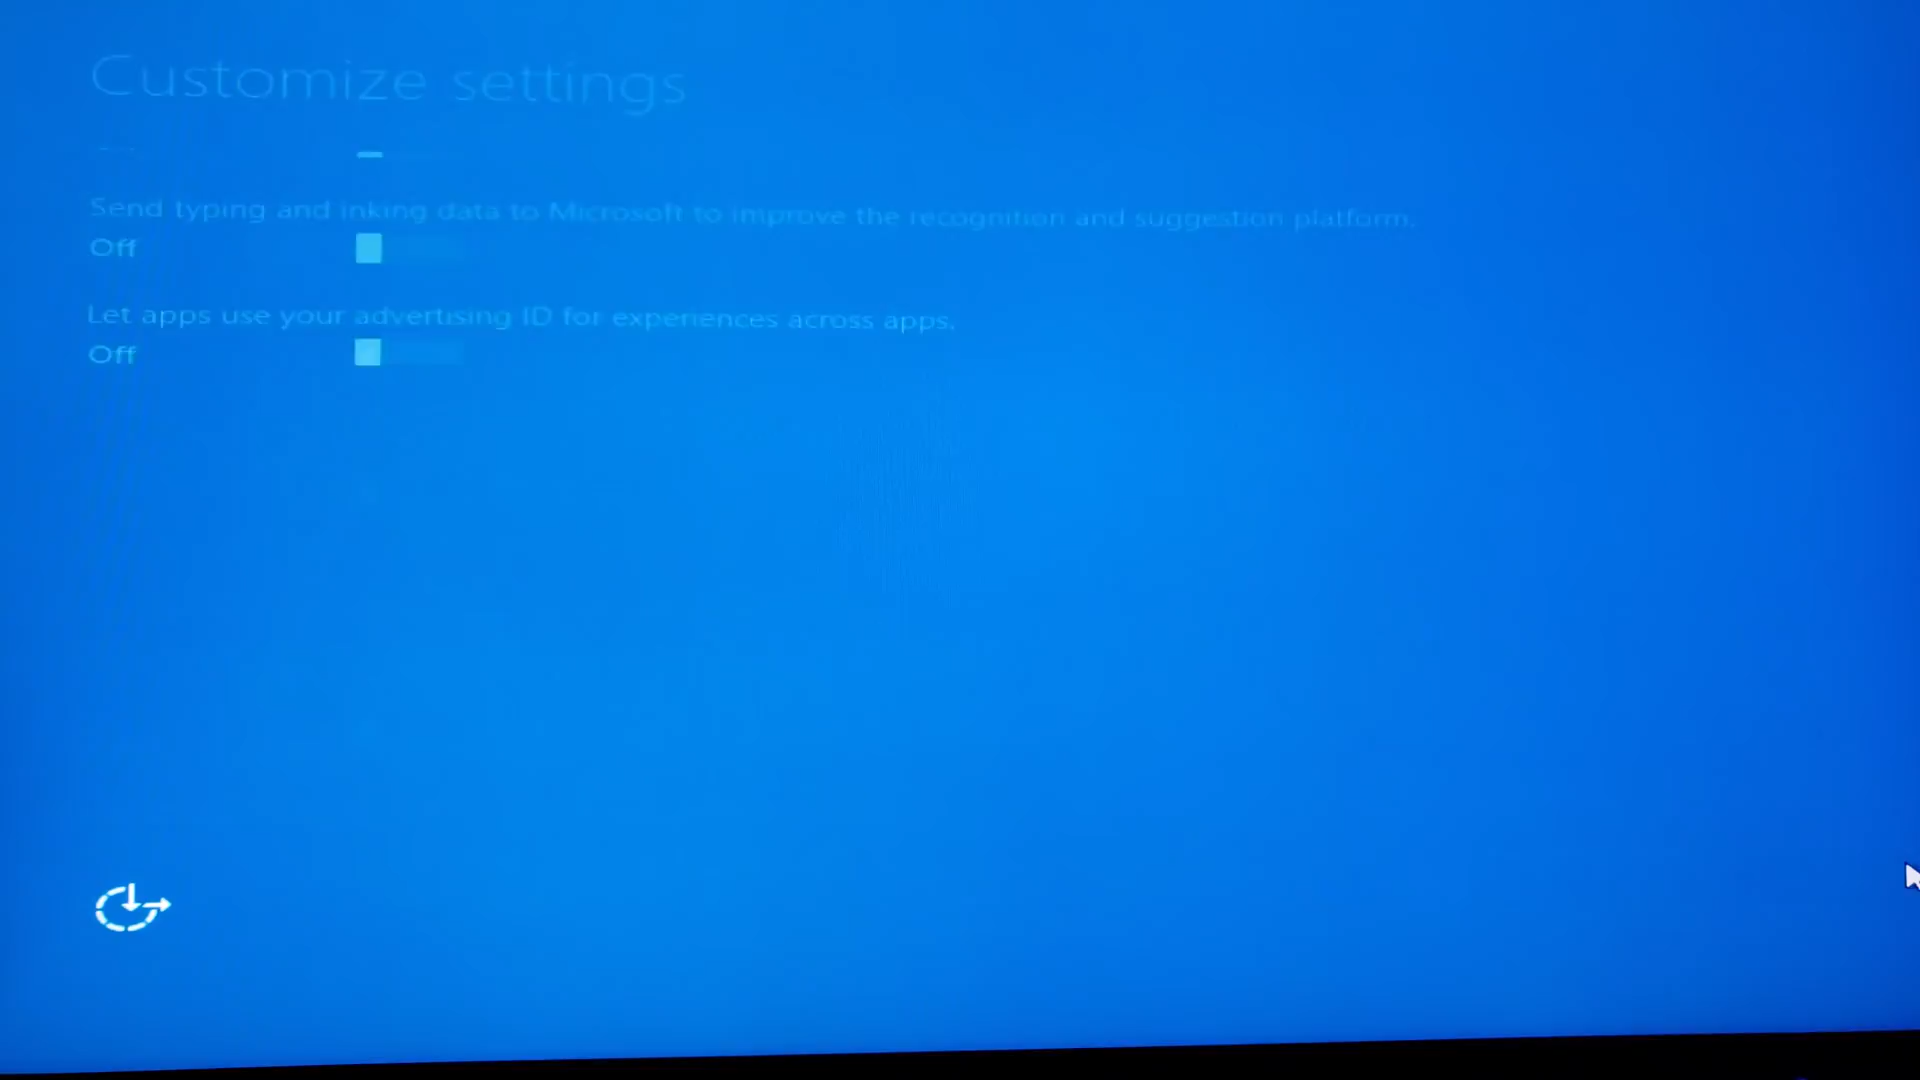 Customize settings
Send typing and inking data to Microsoft to improve the recognition and suggestion platform.
Off
Let apps use your advertising ID for experiences across apps.
Off